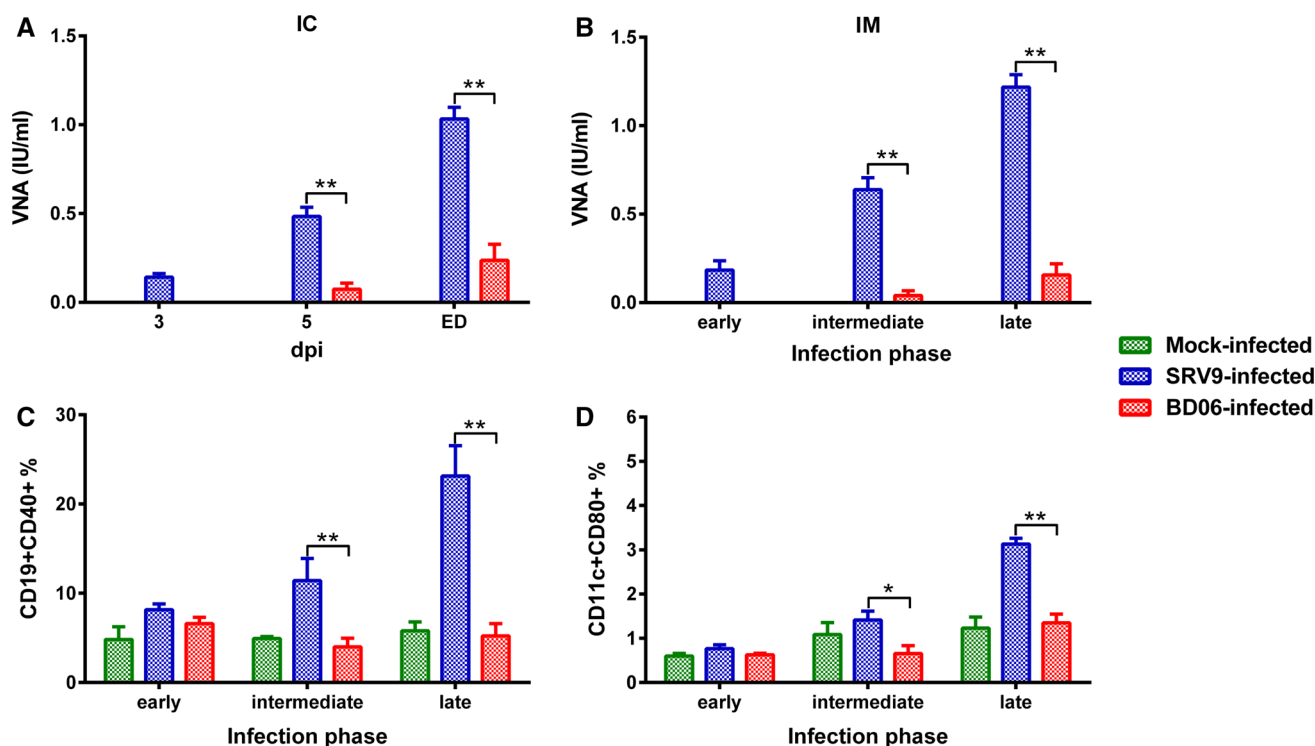 A
IC
VNA (IU/ml)
1.5
1.0
0.5
0.0
**
**
3
5
ED
dpi
B
IM
VNA (IU/ml)
1.5
1.0
0.5
0.0
**
**
early
intermediate
late
Infection phase
Mock-infected
SRV9-infected
BD06-infected
C
CD19+CD40+ %
30
20
10
0
**
**
early
intermediate
late
Infection phase
D
CD11c+CD80+ %
6
5
4
3
2
1
0
*
**
early
intermediate
late
Infection phase